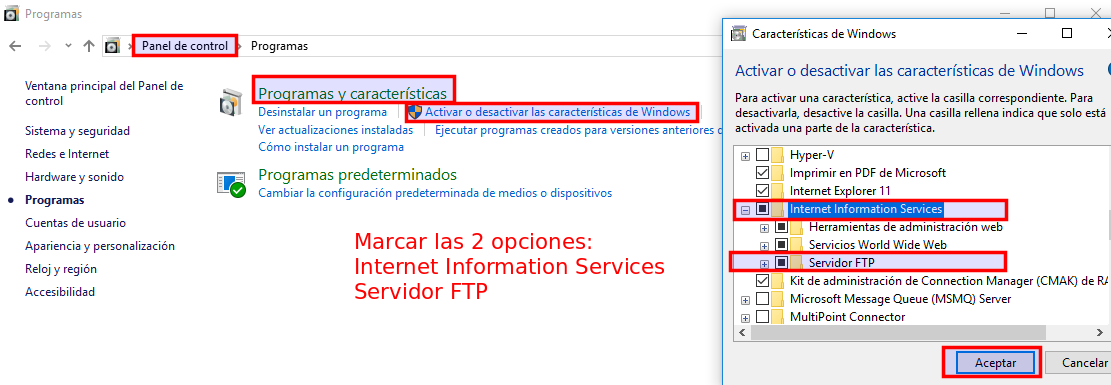 Programas
Panel de control
Programas
Ventana principal del Panel de
control
Sistema y seguridad
Redes e Internet
Hardware y sonido
Programas
Cuentas de usuario
Apariencia y personalización
Reloj y región
Accesibilidad
Programas y características
Desinstalar un programa
Activar o desactivar las características de Windows
Ver actualizaciones instaladas
Ejecutar programas creados para versiones anteriores d
Cómo instalar un programa
Programas predeterminados
Cambiar la configuración predeterminada de medios o dispositivos
Marcar las 2 opciones:
Internet Information Services
Servidor FTP
Características de Windows
Activar o desactivar las características de Windows
Para activar una característica, active la casilla correspondiente. Para
desactivarla, desactive la casilla. Una casilla rellena indica que solo está
activada una parte de la característica.
Hyper-V
Imprimir en PDF de Microsoft
Internet Explorer 11
Internet Information Services
Herramientas de administración web
Servicios World Wide Web
Servidor FTP
Kit de administración de Connection Manager (CMAK) de RA
Microsoft Message Queue (MSMQ) Server
MultiPoint Connector
Aceptar
Cancelar